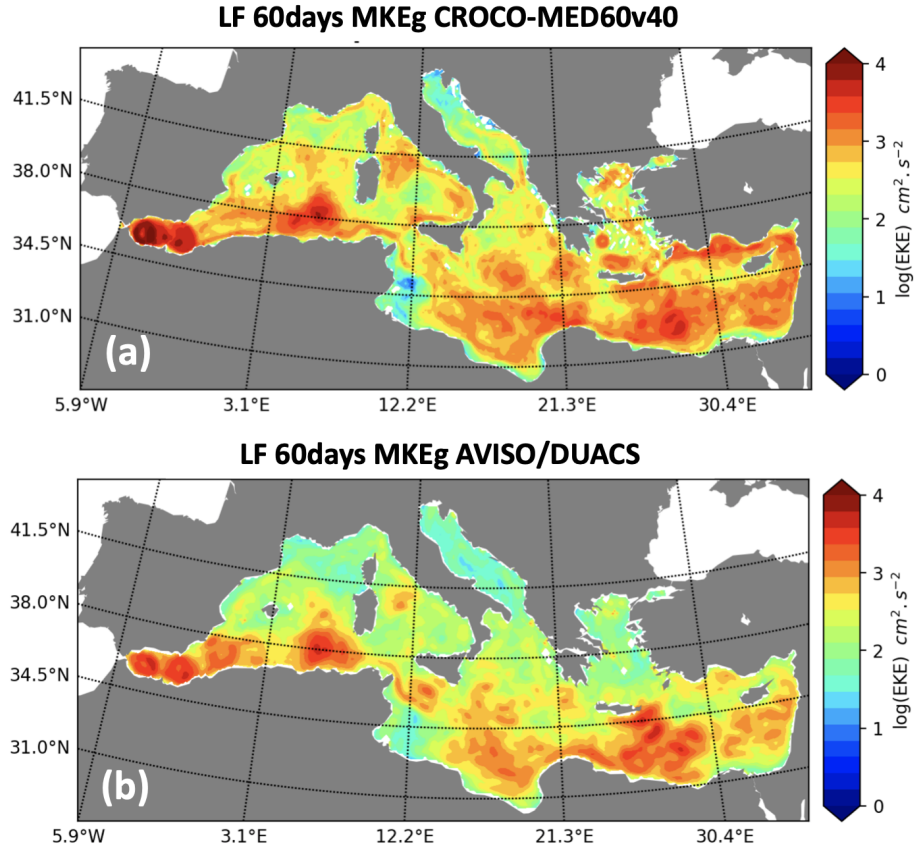 LF 60days MKEg CROCO-MED60v40
41.5°N
38.0°N
34.5°N
31.0°N
(a)
5.9°W 3.1°E 12.2°E 21.3°E 30.4°E
4
3
2
1
0
log(EKE) cm².s⁻²
LF 60days MKEg AVISO/DUACS
41.5°N
38.0°N
34.5°N
31.0°N
(b)
5.9°W 3.1°E 12.2°E 21.3°E 30.4°E
4
3
2
1
0
log(EKE) cm².s⁻²